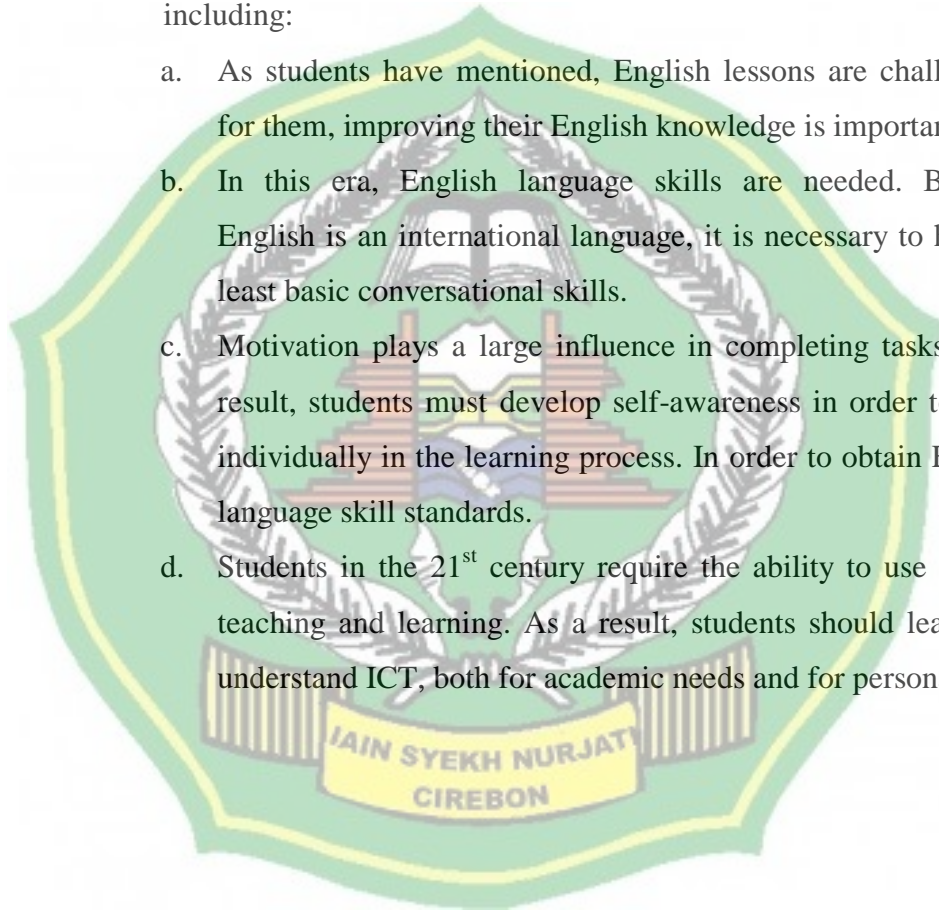 including:
a. As students have mentioned, English lessons are chall
for them, improving their English knowledge is importan
b. In this era, English language skills are needed. B
English is an international language, it is necessary to
least basic conversational skills.
c. Motivation plays a large influence in completing tasks
result, students must develop self-awareness in order t
individually in the learning process. In order to obtain
language skill standards.
d. Students in the 21st century require the ability to use
teaching and learning. As a result, students should lea
understand ICT, both for academic needs and for person
IAIN SYEKH NURJATI
CIREBON